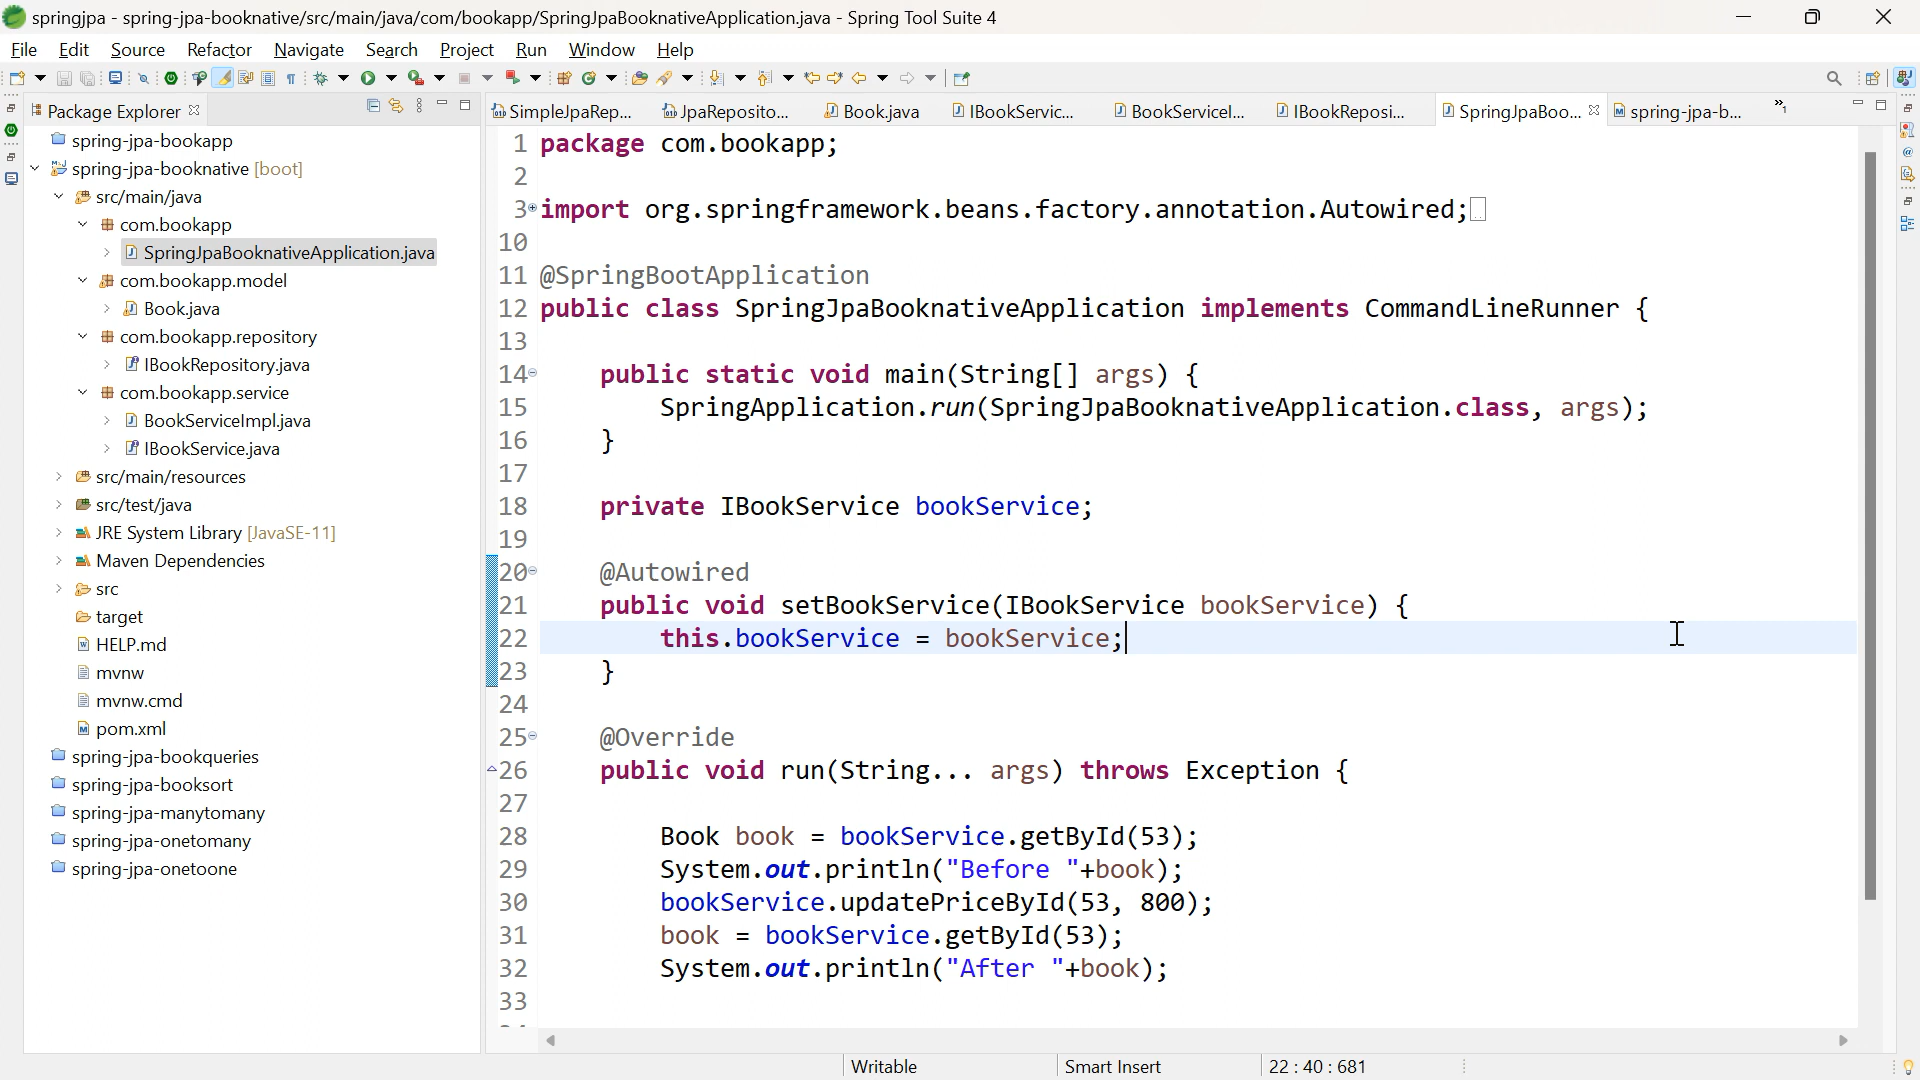 springjpa - spring-jpa-booknative/src/main/java/com/bookapp/SpringJpaBooknativeApplication.java - Spring Tool Suite 4
File Edit Source Refactor Navigate Search Project Run Window Help
Package Explorer
spring-jpa-bookapp
spring-jpa-booknative [boot]
src/main/java
com.bookapp
SpringJpaBooknativeApplication.java
com.bookapp.model
Book.java
com.bookapp.repository
IBookRepository.java
com.bookapp.service
BookServiceImpl.java
IBookService.java
src/main/resources
src/test/java
JRE System Library [JavaSE-11]
Maven Dependencies
src
target
HELP.md
mvnw
mvnw.cmd
pom.xml
spring-jpa-bookqueries
spring-jpa-booksort
spring-jpa-manytomany
spring-jpa-onetomany
spring-jpa-onetoone
SimpleJpaRep... JpaReposito... Book.java IBookServic... BookServiceI... IBookReposi... SpringJpaBoo... spring-jpa-b... »1
1 package com.bookapp;
2
3 import org.springframework.beans.factory.annotation.Autowired;
10
11 @SpringBootApplication
12 public class SpringJpaBooknativeApplication implements CommandLineRunner {
13
14 public static void main(String[] args) {
15 SpringApplication.run(SpringJpaBooknativeApplication.class, args);
16 }
17
18 private IBookService bookService;
19
20 @Autowired
21 public void setBookService(IBookService bookService) {
22 this.bookService = bookService;
23 }
24
25 @Override
26 public void run(String... args) throws Exception {
27
28 Book book = bookService.getById(53);
29 System.out.println("Before "+book);
30 bookService.updatePriceById(53, 800);
31 book = bookService.getById(53);
32 System.out.println("After "+book);
33
Writable Smart Insert 22 : 40 : 681